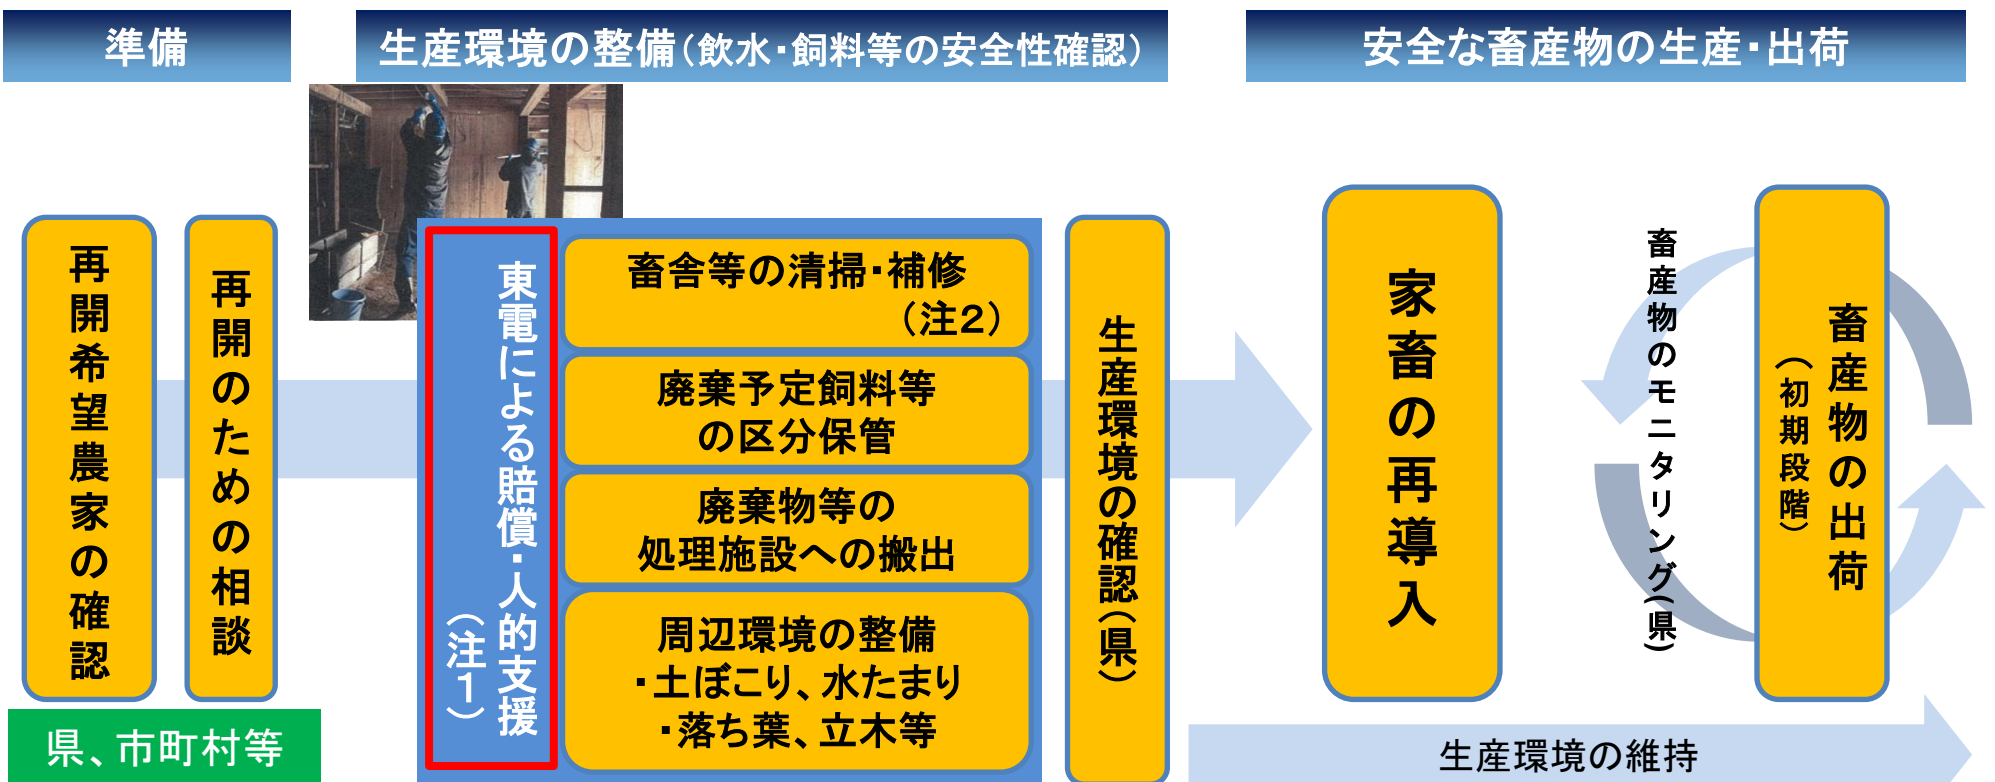 準備
生産環境の整備（飲水・飼料等の安全性確認）
安全な畜産物の生産・出荷
再開希望農家の確認
再開のための相談
県、市町村等
東電による賠償・人的支援
（注１）
畜舎等の清掃・補修
（注２）
廃棄予定飼料等
の区分保管
廃棄物等の
処理施設への搬出
周辺環境の整備
・土ぼこり、水たまり
・落ち葉、立木等
生産環境の確認（県）
家畜の再導入
畜産物のモニタリング（県）
畜産物の出荷
（初期段階）
生産環境の維持